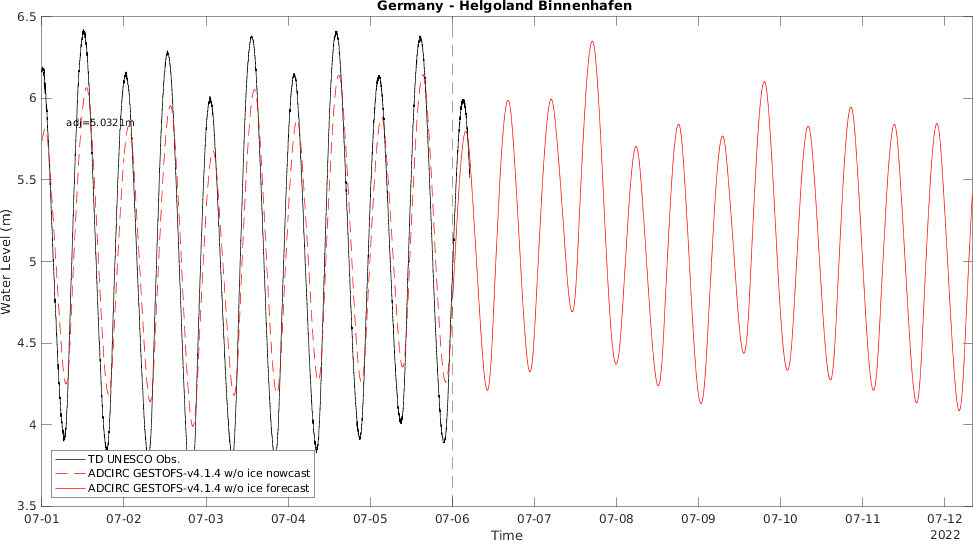 Germany - Helgoland Binnenhafen
6.5
6
5.5
5
4.5
4
3.5
Water Level (m)
adj=5.0321m
TD UNESCO Obs.
ADCIRC GESTOFS-v4.1.4 w/o ice nowcast
ADCIRC GESTOFS-v4.1.4 w/o ice forecast
07-01 07-02 07-03 07-04 07-05 07-06 07-07 07-08 07-09 07-10 07-11 07-12
2022
Time